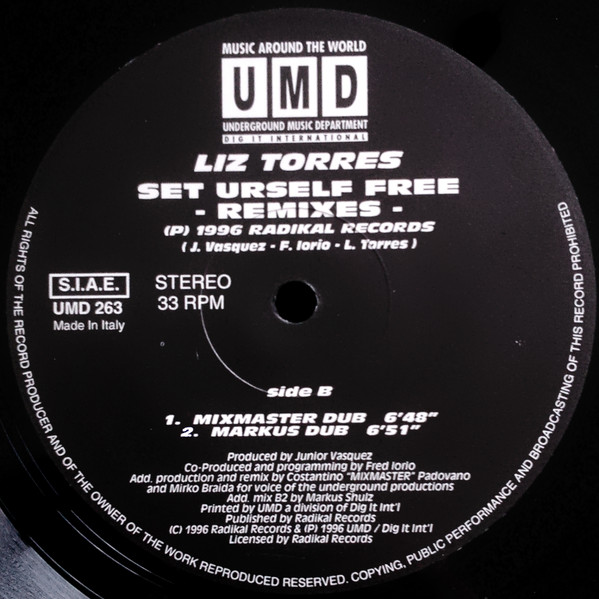 MUSIC AROUND THE WORLD
UMD
UNDERGROUND MUSIC DEPARTMENT
DIG IT INTERNATIONAL
LIZ TORRES
SET URSELF FREE
- REMIXES -
(P) 1996 RADIKAL RECORDS
( J. Vasquez - F. Iorio - L. Torres )
S.I.A.E.
UMD 263
Made In Italy
STEREO
33 RPM
side B
1. MIXMASTER DUB 6'48"
2. MARKUS DUB 6'51"
Produced by Junior Vasquez
Co-Produced and programming by Fred Iorio
Add. production and remix by Costantino "MIXMASTER" Padovano
and Mirko Braida for voice of the underground productions
Add. mix B2 by Markus Shulz
Printed by UMD a division of Dig It Int'l
Published by Radikal Records
(C) 1996 Radikal Records & (P) 1996 UMD / Dig It Int'l
Licensed by Radikal Records
ALL RIGHTS OF THE RECORD PRODUCER AND OF THE OWNER OF THE WORK REPRODUCED RESERVED. COPYING, PUBLIC PERFORMANCE AND BROADCASTING OF THIS RECORD PROHIBITED